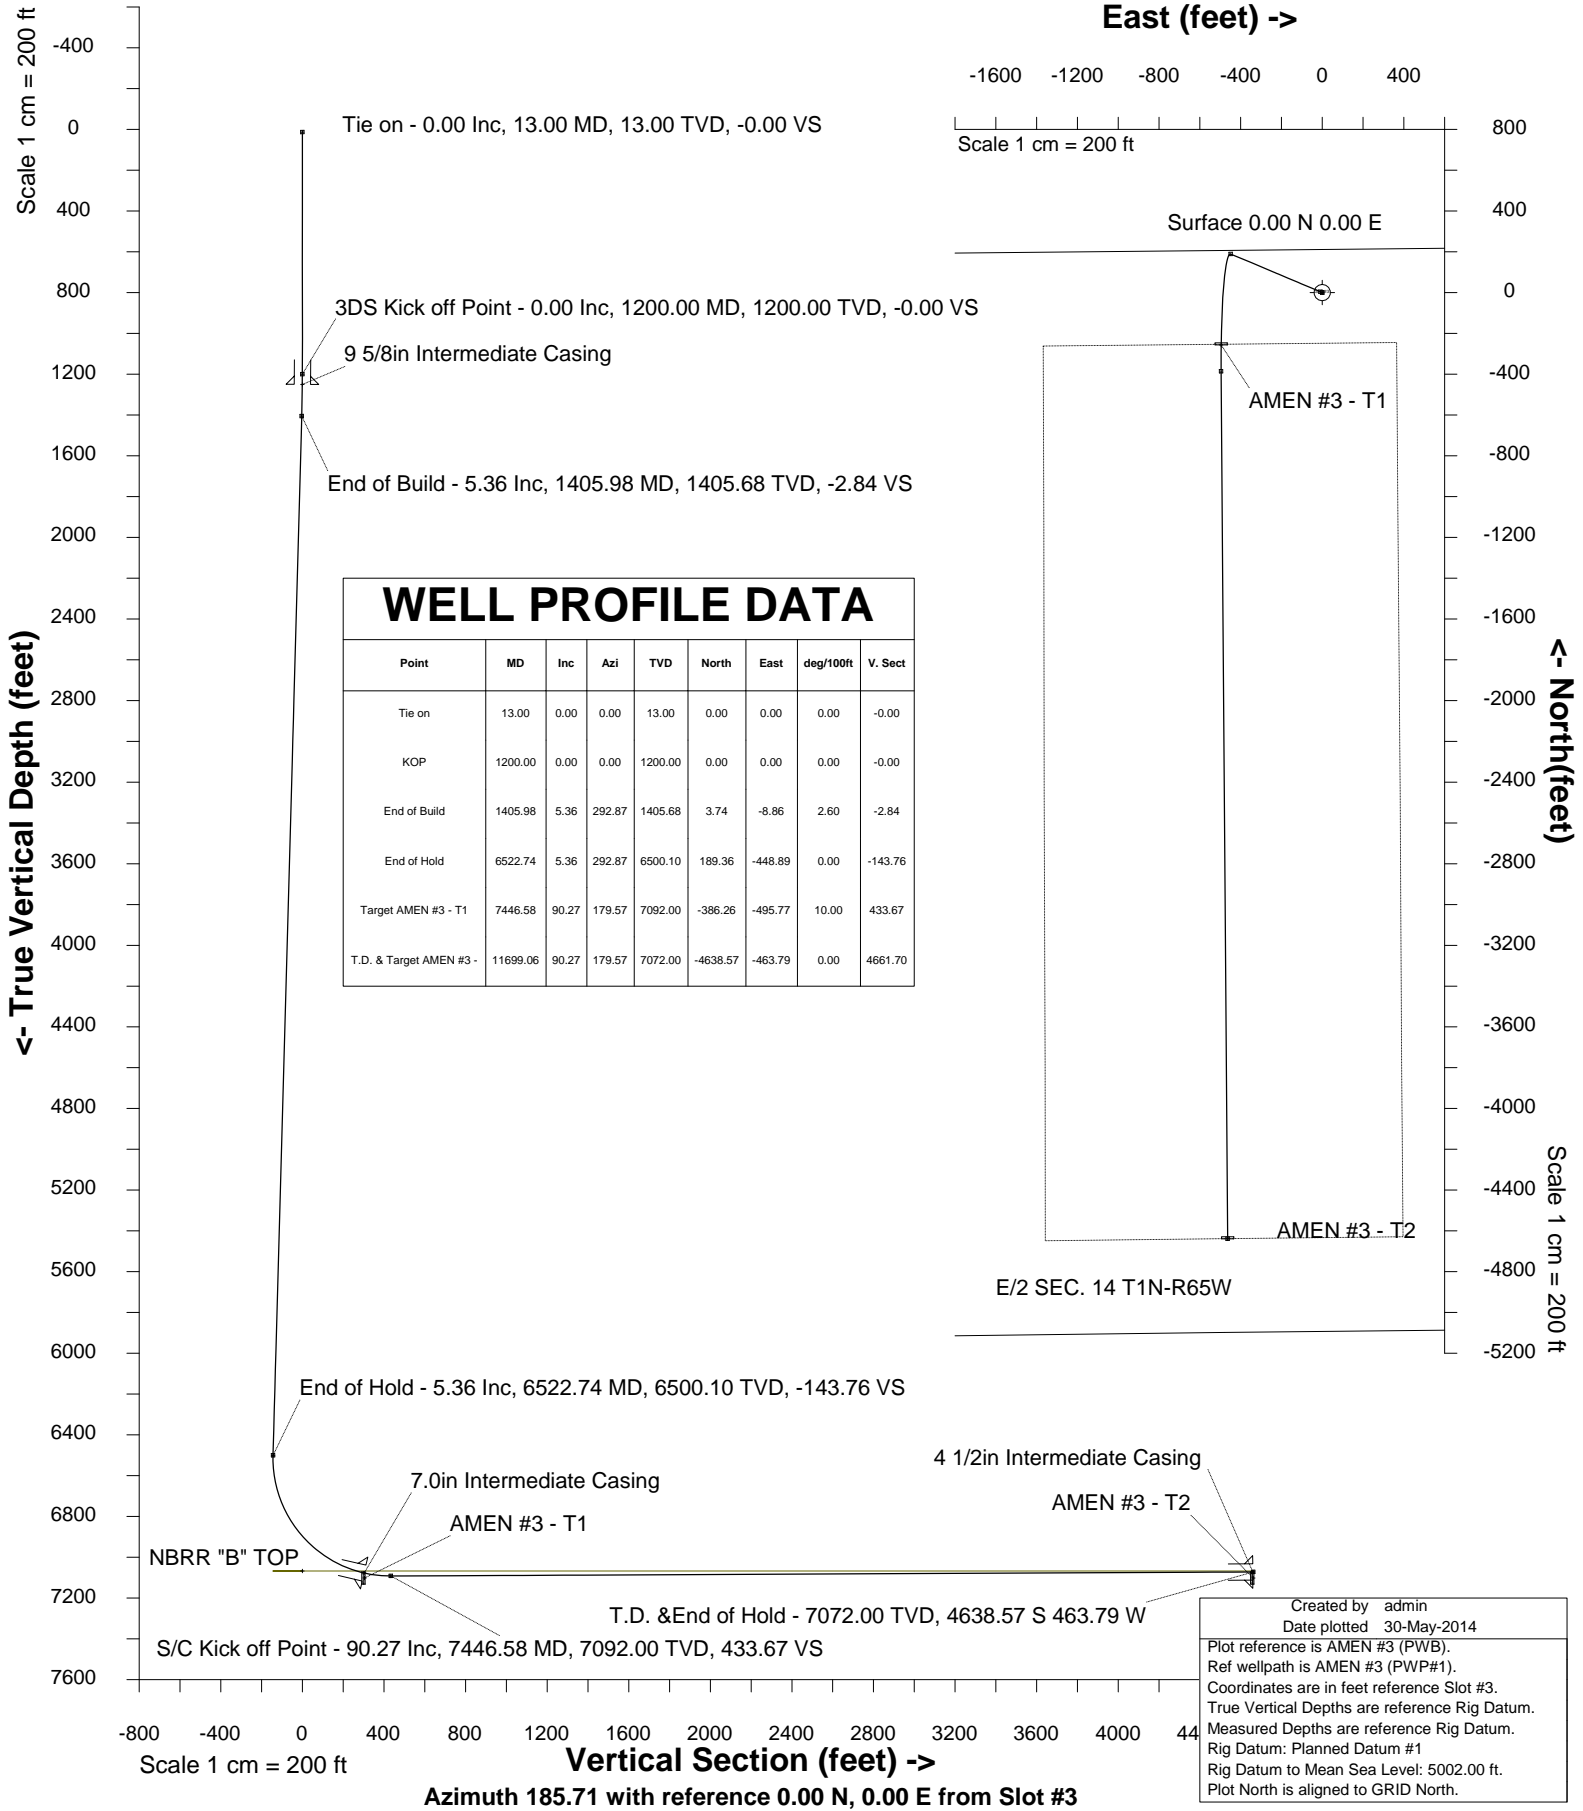 East (feet) ->
-1600 -1200 -800 -400 0 400
Scale 1 cm = 200 ft
Scale 1 cm = 200 ft
-400
0
400
800
1200
1600
2000
2400
2800
3200
3600
4000
4400
4800
5200
5600
6000
6400
6800
7200
7600
<- True Vertical Depth (feet)
Tie on - 0.00 Inc, 13.00 MD, 13.00 TVD, -0.00 VS
3DS Kick off Point - 0.00 Inc, 1200.00 MD, 1200.00 TVD, -0.00 VS
9 5/8in Intermediate Casing
End of Build - 5.36 Inc, 1405.98 MD, 1405.68 TVD, -2.84 VS
WELL PROFILE DATA
Point MD Inc Azi TVD North East deg/100ft V. Sect
Tie on 13.00 0.00 0.00 13.00 0.00 0.00 0.00 -0.00
KOP 1200.00 0.00 0.00 1200.00 0.00 0.00 0.00 -0.00
End of Build 1405.98 5.36 292.87 1405.68 3.74 -8.86 2.60 -2.84
End of Hold 6522.74 5.36 292.87 6500.10 189.36 -448.89 0.00 -143.76
Target AMEN #3 - T1 7446.58 90.27 179.57 7092.00 -386.26 -495.77 10.00 433.67
T.D. & Target AMEN #3 - 11699.06 90.27 179.57 7072.00 -4638.57 -463.79 0.00 4661.70
Surface 0.00 N 0.00 E
AMEN #3 - T1
AMEN #3 - T2
E/2 SEC. 14 T1N-R65W
800
400
0
-400
-800
-1200
-1600
-2000
-2400
-2800
-3200
-3600
-4000
-4400
-4800
-5200
<- North(feet)
Scale 1 cm = 200 ft
End of Hold - 5.36 Inc, 6522.74 MD, 6500.10 TVD, -143.76 VS
7.0in Intermediate Casing
AMEN #3 - T1
4 1/2in Intermediate Casing
AMEN #3 - T2
NBRR "B" TOP
T.D. &End of Hold - 7072.00 TVD, 4638.57 S 463.79 W
S/C Kick off Point - 90.27 Inc, 7446.58 MD, 7092.00 TVD, 433.67 VS
-800 -400 0 400 800 1200 1600 2000 2400 2800 3200 3600 4000 44
Scale 1 cm = 200 ft
Vertical Section (feet) ->
Azimuth 185.71 with reference 0.00 N, 0.00 E from Slot #3
Created by admin
Date plotted 30-May-2014
Plot reference is AMEN #3 (PWB).
Ref wellpath is AMEN #3 (PWP#1).
Coordinates are in feet reference Slot #3.
True Vertical Depths are reference Rig Datum.
Measured Depths are reference Rig Datum.
Rig Datum: Planned Datum #1
Rig Datum to Mean Sea Level: 5002.00 ft.
Plot North is aligned to GRID North.